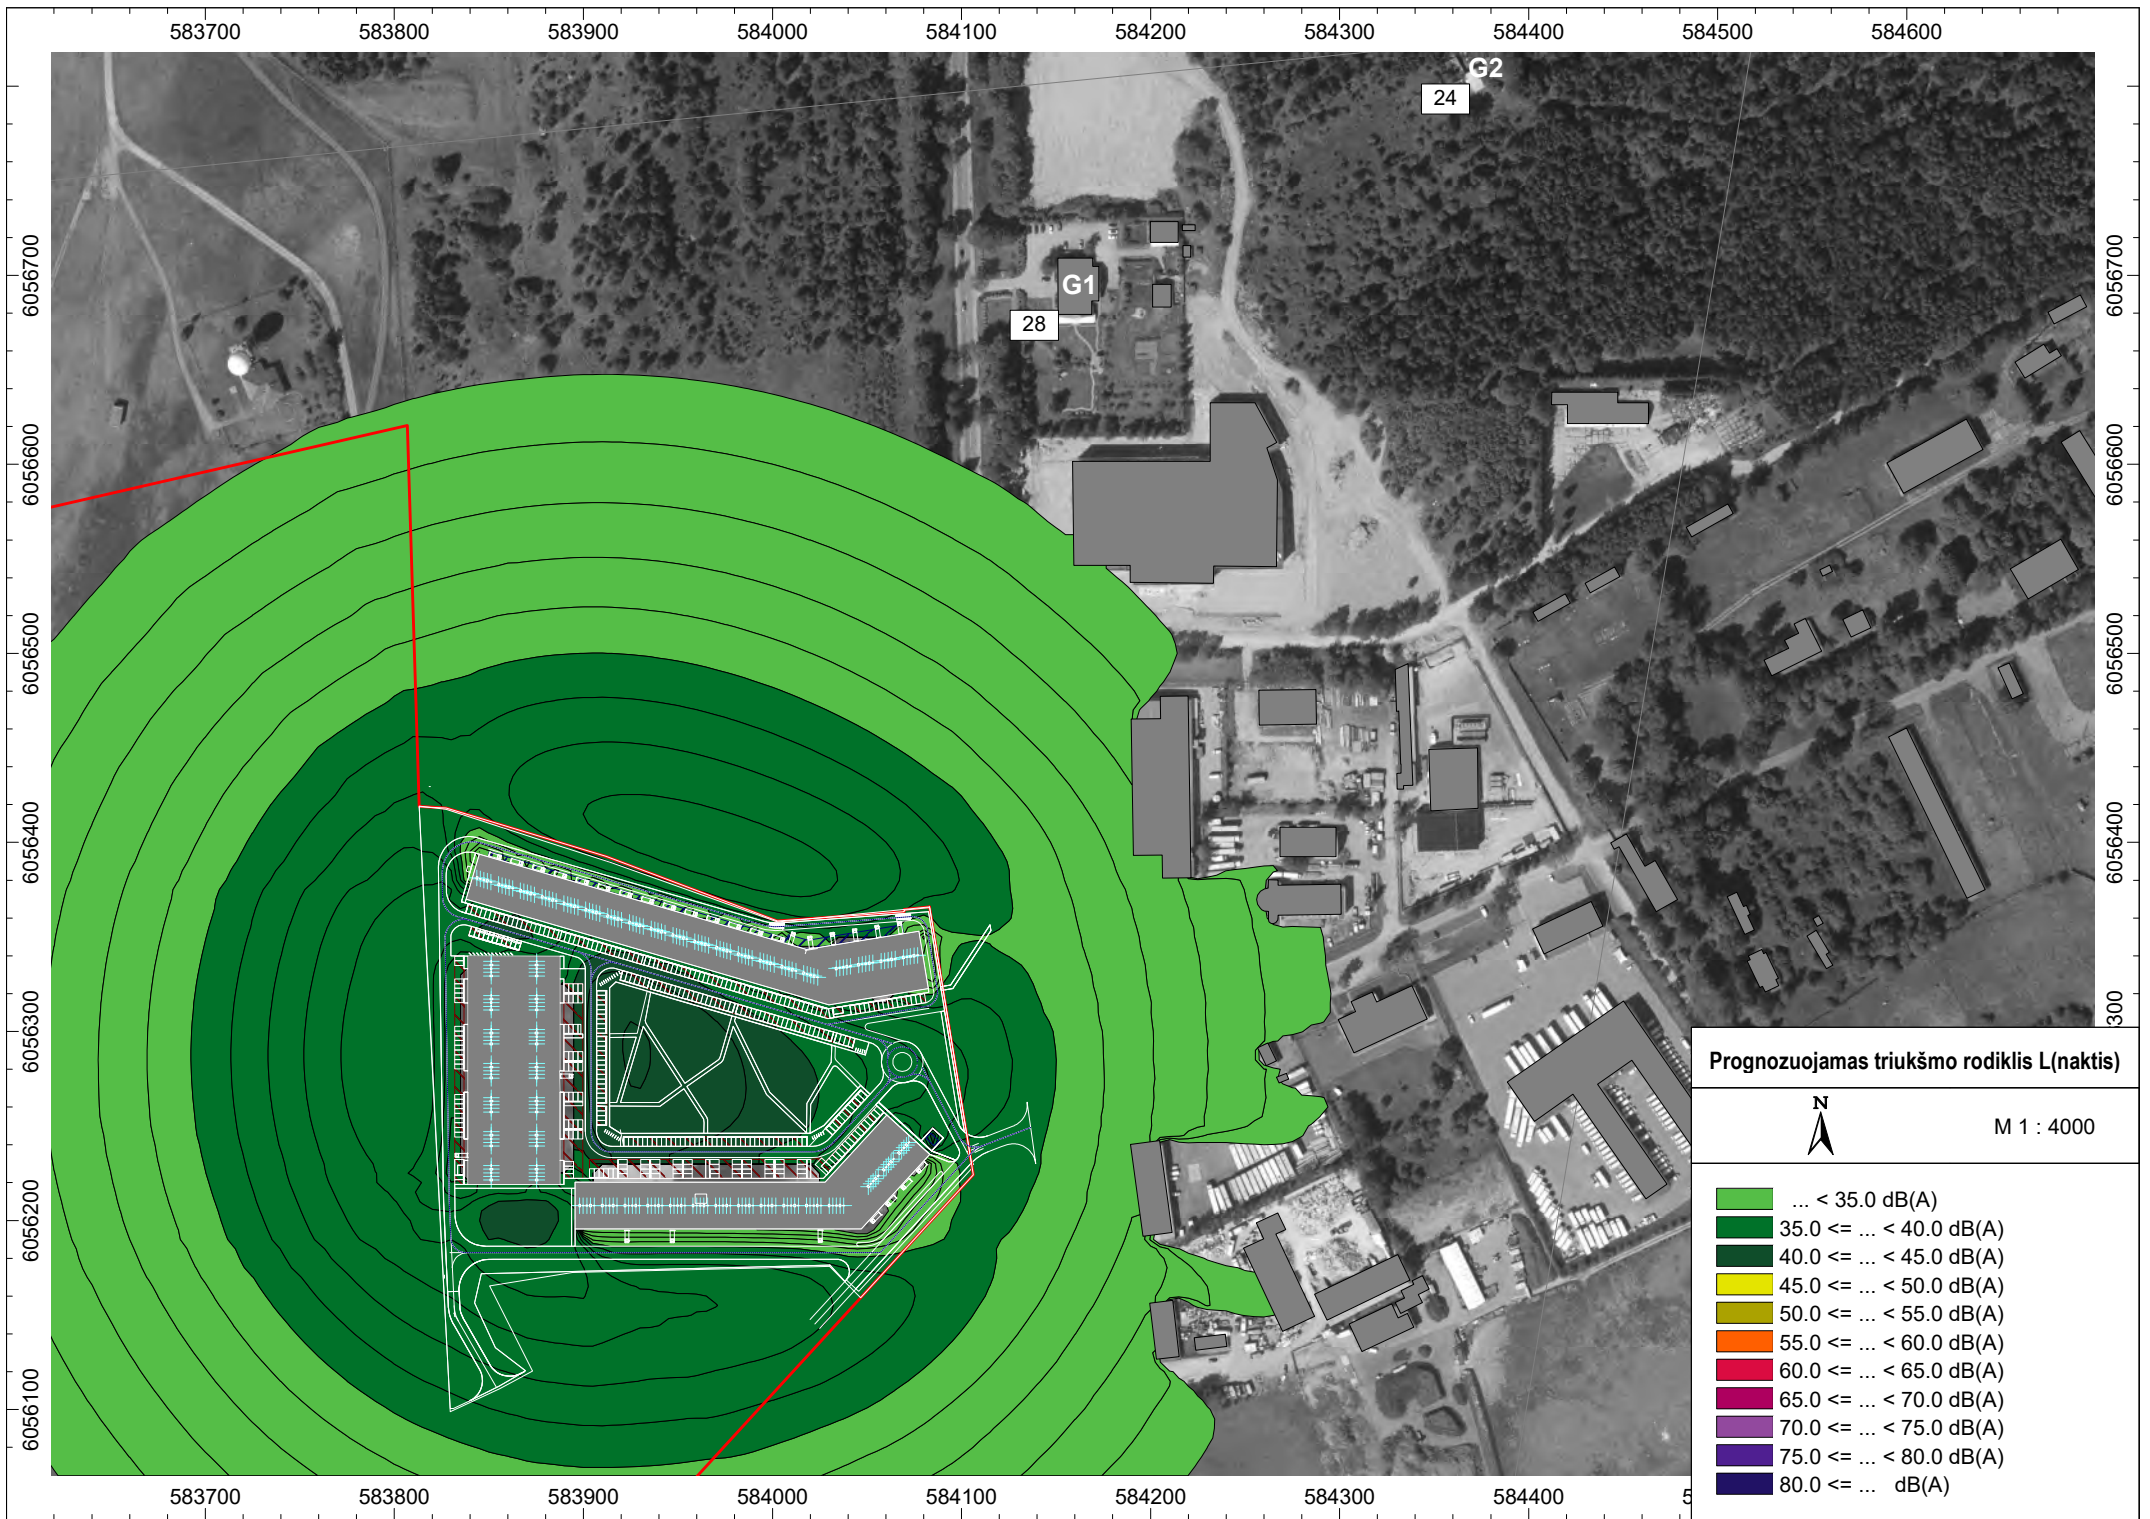 583700 583800 583900 584000 584100 584200 584300 584400 584500 584600
G2
24
6056700
6056700
G1
28
6056600
6056600
6056500
6056500
6056400
6056400
6056300
300
Prognozuojamas triukšmo rodiklis L(naktis)
N
M 1 : 4000
6056200
... < 35.0 dB(A)
35.0 <= ... < 40.0 dB(A)
40.0 <= ... < 45.0 dB(A)
45.0 <= ... < 50.0 dB(A)
50.0 <= ... < 55.0 dB(A)
55.0 <= ... < 60.0 dB(A)
60.0 <= ... < 65.0 dB(A)
65.0 <= ... < 70.0 dB(A)
70.0 <= ... < 75.0 dB(A)
75.0 <= ... < 80.0 dB(A)
80.0 <= ... dB(A)
6056100
583700 583800 583900 584000 584100 584200 584300 584400 5